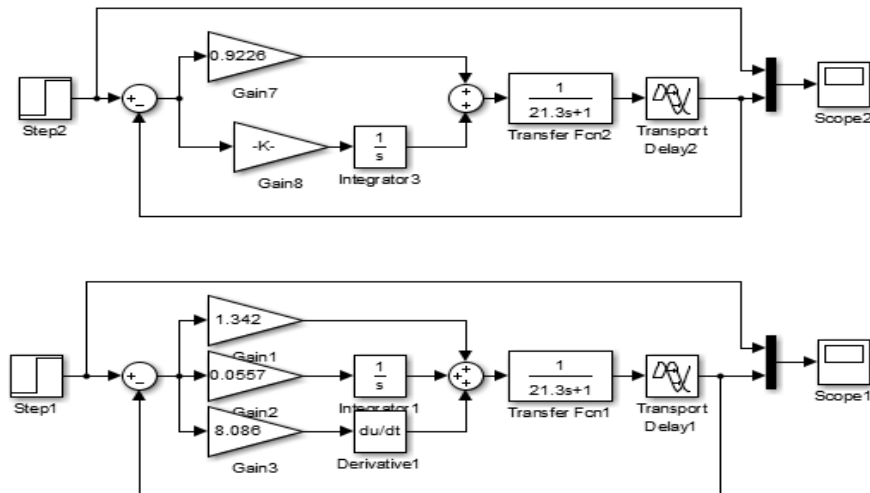 0.9226
Gain7
Step2
+
−
-K-
Gain8
1
s
Integrator3
+
+
1
21.3s+1
Transfer Fcn2
Transport
Delay2
Scope2
1.342
Gain1
Step1
+
−
0.0557
Gain2
1
s
Integrator1
8.086
Gain3
du/dt
Derivative1
+
+
+
1
21.3s+1
Transfer Fcn1
Transport
Delay1
Scope1